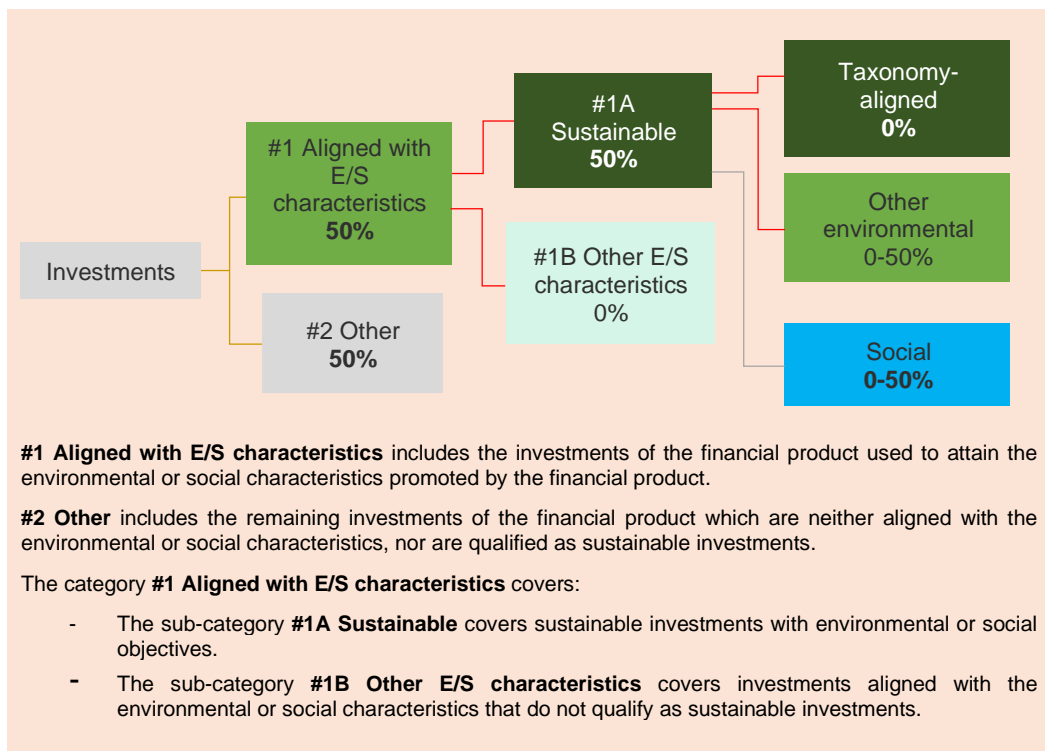 Investments
#1 Aligned with
E/S
characteristics
50%
#2 Other
50%
#1A
Sustainable
50%
#1B Other E/S
characteristics
0%
Taxonomy-
aligned
0%
Other
environmental
0-50%
Social
0-50%
#1 Aligned with E/S characteristics includes the investments of the financial product used to attain the
environmental or social characteristics promoted by the financial product.
#2 Other includes the remaining investments of the financial product which are neither aligned with the
environmental or social characteristics, nor are qualified as sustainable investments.
The category #1 Aligned with E/S characteristics covers:
- The sub-category #1A Sustainable covers sustainable investments with environmental or social
objectives.
- The sub-category #1B Other E/S characteristics covers investments aligned with the
environmental or social characteristics that do not qualify as sustainable investments.